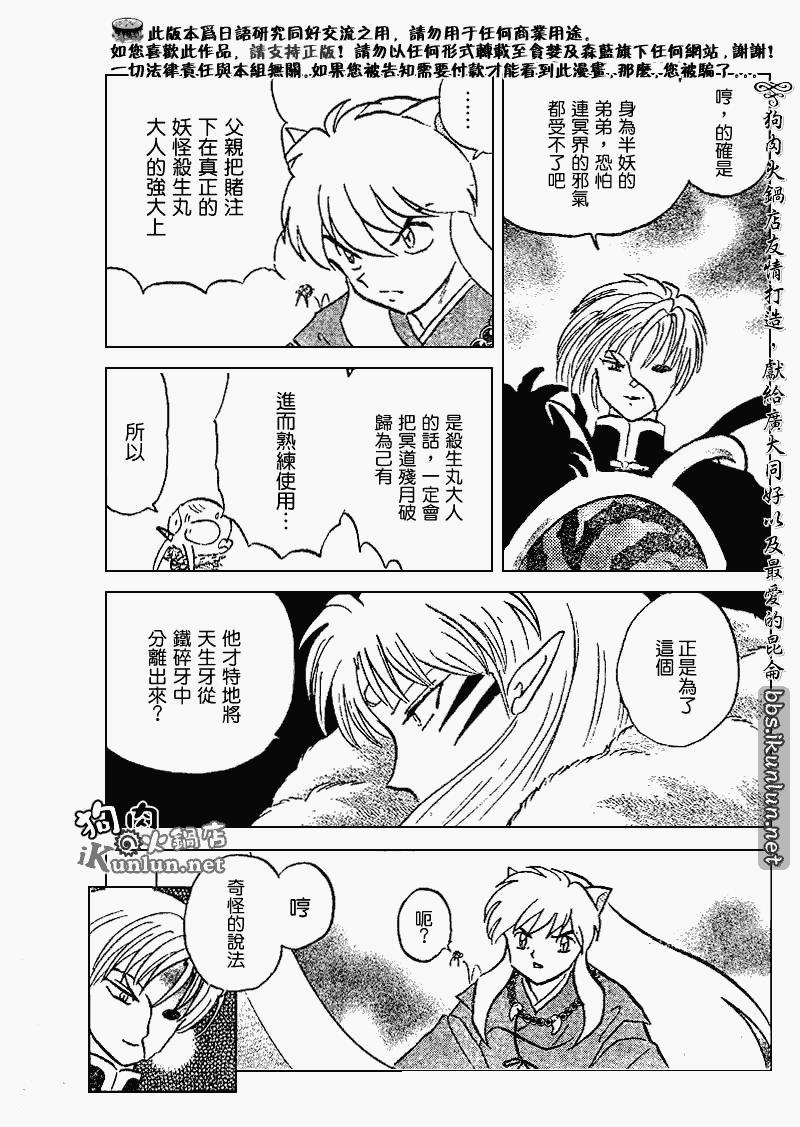 此版本爲日語研究同好交流之用，請勿用于任何商業用途。
如您喜歡此作品，請支持正版！請勿以任何形式轉載至貪婪及森藍旗下任何網站，謝謝！
一切法律責任與本組無關。如果您被告知需要付款才能看到此漫畫，那麼，您被騙了……
狗肉火鍋店友情打造，獻給廣大同好以及最愛的昆侖
bbs.ikunlun.net
哼，的確是
身為半妖的
弟弟，恐怕
連冥界的邪氣
都受不了吧
……
父親把賭注
下在真正的
妖怪殺生丸
大人的強大上
是殺生丸大人
的話，一定會
把冥道殘月破
歸為己有
進而熟練使用…
所以
正是為了
這個
他才特地將
天生牙從
鐵碎牙中
分離出來？
狗肉
@火鍋店
iKunlun.net
呃？
哼
奇怪的說法